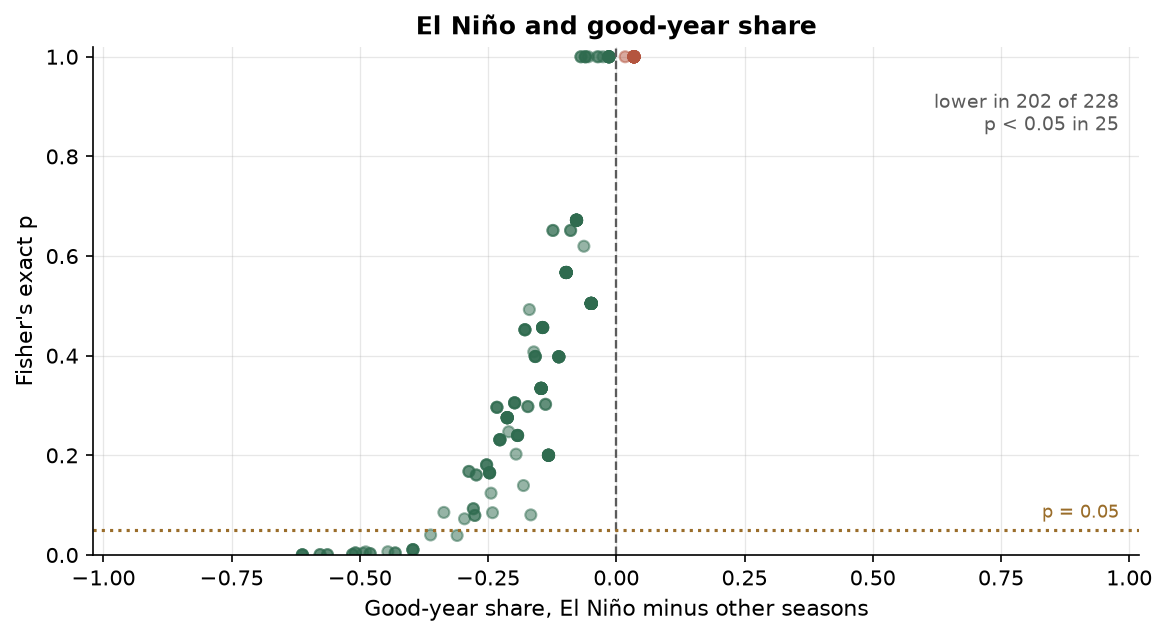 El Niño and good-year share
1.0
0.8
0.6
0.4
0.2
0.0
Fisher's exact p
lower in 202 of 228
p < 0.05 in 25
p = 0.05
−1.00
−0.75
−0.50
−0.25
0.00
0.25
0.50
0.75
1.00
Good-year share, El Niño minus other seasons